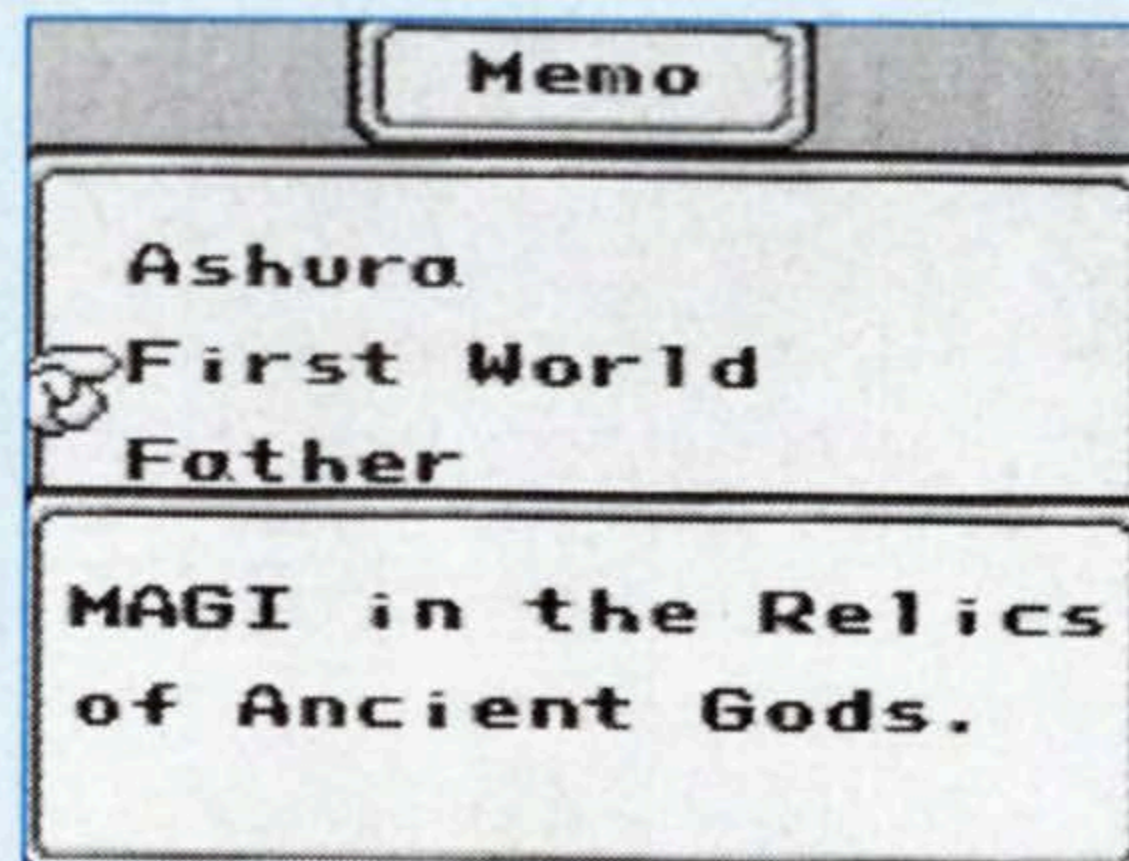 Memo
Ashura
First World
Father
MAGI in the Relics
of Ancient Gods.